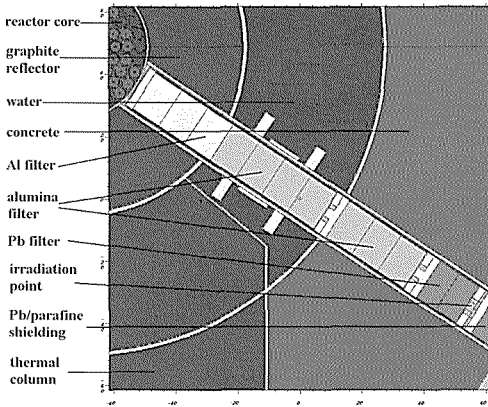 reactor core
graphite
reflector
water
concrete
Al filter
alumina
filter
Pb filter
irradiation
point
Pb/parafine
shielding
thermal
column
-40
-20
0
20
40
60